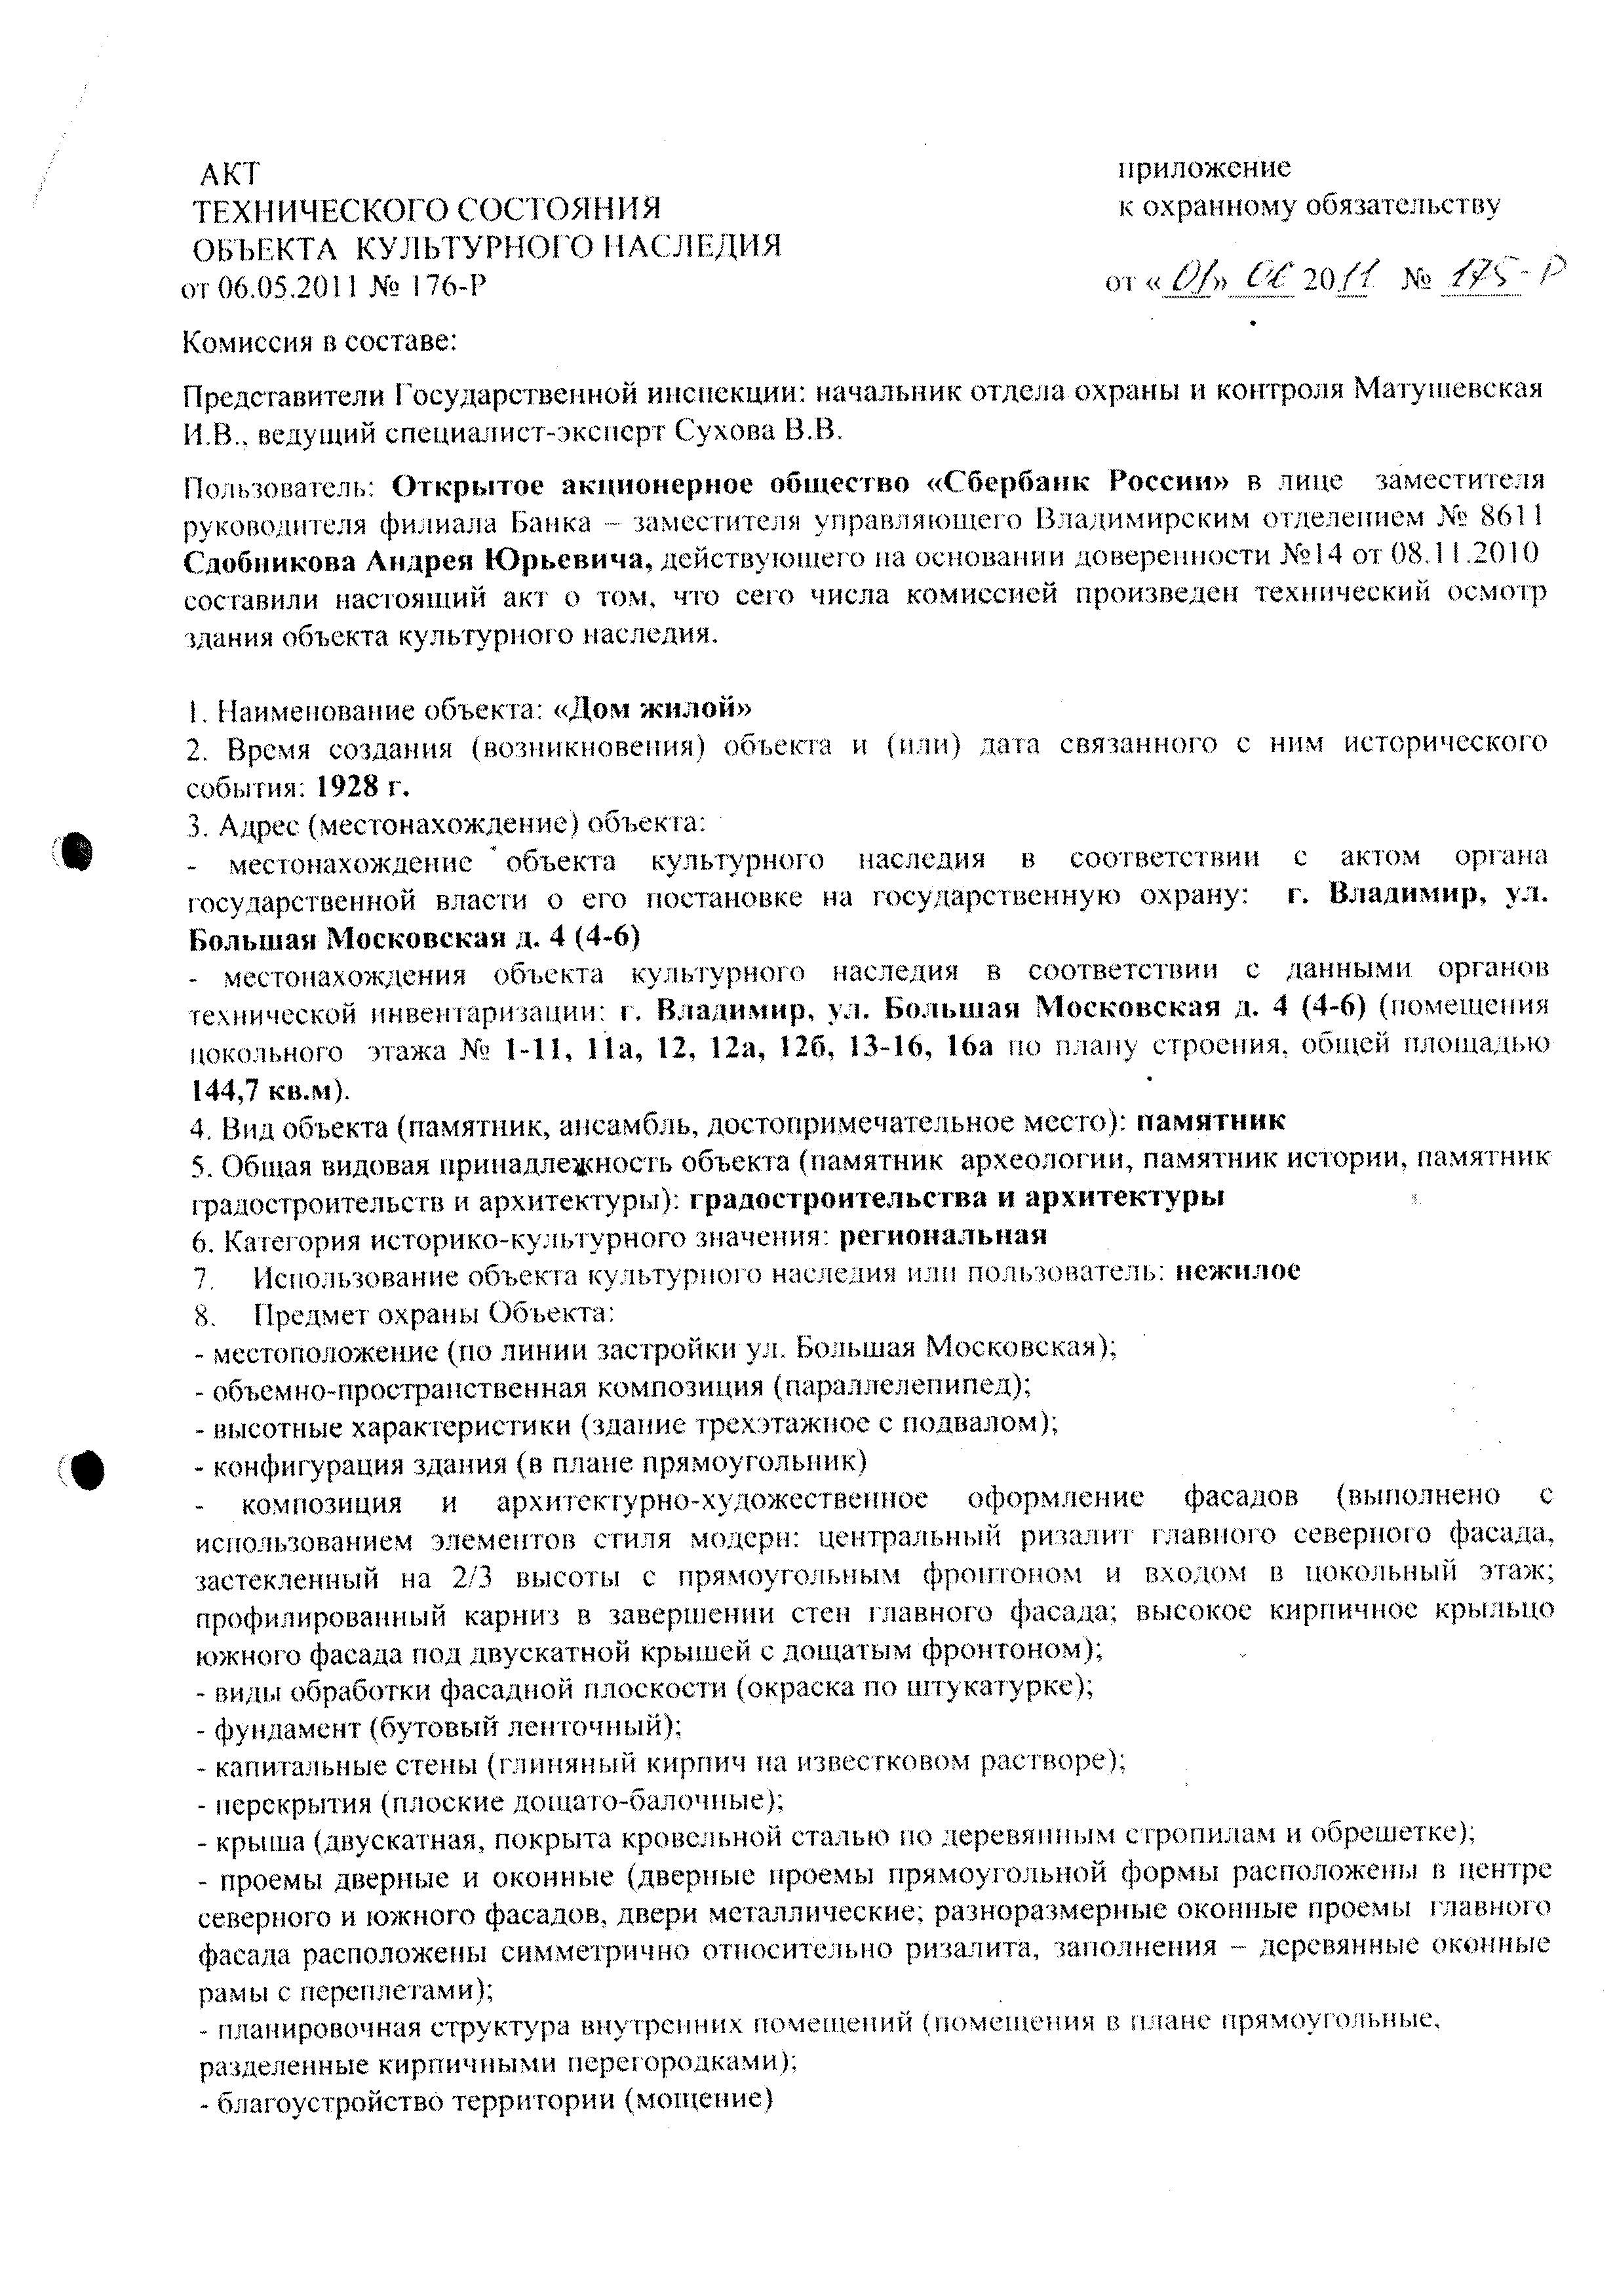 АКТ
ТЕХНИЧЕСКОГО СОСТОЯНИЯ
ОБЪЕКТА КУЛЬТУРНОГО НАСЛЕДИЯ
от 06.05.2011 № 176-Р
приложение
к охранному обязательству
от «01» 2011 № 175-Р
Комиссия в составе:
Представители Государственной инспекции: начальник отдела охраны и контроля Матушевская
И.В., ведущий специалист-эксперт Сухова В.В.
Пользователь: Открытое акционерное общество «Сбербанк России» в лице заместителя
руководителя филиала Банка – заместителя управляющего Владимирским отделением № 8611
Сдобникова Андрея Юрьевича, действующего на основании доверенности №14 от 08.11.2010
составили настоящий акт о том, что сего числа комиссией произведен технический осмотр
здания объекта культурного наследия.
1. Наименование объекта: «Дом жилой»
2. Время создания (возникновения) объекта и (или) дата связанного с ним исторического
события: 1928 г.
3. Адрес (местонахождение) объекта:
- местонахождение объекта культурного наследия в соответствии с актом органа
государственной власти о его постановке на государственную охрану: г. Владимир, ул.
Большая Московская д. 4 (4-6)
- местонахождения объекта культурного наследия в соответствии с данными органов
технической инвентаризации: г. Владимир, ул. Большая Московская д. 4 (4-6) (помещения
цокольного этажа № 1-11, 11а, 12, 12а, 12б, 13-16, 16а по плану строения, общей площадью
144,7 кв.м).
4. Вид объекта (памятник, ансамбль, достопримечательное место): памятник
5. Общая видовая принадлежность объекта (памятник археологии, памятник истории, памятник
градостроительств и архитектуры): градостроительства и архитектуры
6. Категория историко-культурного значения: региональная
7. Использование объекта культурного наследия или пользователь: нежилое
8. Предмет охраны Объекта:
- местоположение (по линии застройки ул. Большая Московская);
- объемно-пространственная композиция (параллелепипед);
- высотные характеристики (здание трехэтажное с подвалом);
- конфигурация здания (в плане прямоугольник)
- композиция и архитектурно-художественное оформление фасадов (выполнено с
использованием элементов стиля модерн: центральный ризалит главного северного фасада,
застекленный на 2/3 высоты с прямоугольным фронтоном и входом в цокольный этаж;
профилированный карниз в завершении стен главного фасада; высокое кирпичное крыльцо
южного фасада под двускатной крышей с дощатым фронтоном);
- виды обработки фасадной плоскости (окраска по штукатурке);
- фундамент (бутовый ленточный);
- капитальные стены (глиняный кирпич на известковом растворе);
- перекрытия (плоские дощато-балочные);
- крыша (двускатная, покрыта кровельной сталью по деревянным стропилам и обрешетке);
- проемы дверные и оконные (дверные проемы прямоугольной формы расположены в центре
северного и южного фасадов, двери металлические; разноразмерные оконные проемы главного
фасада расположены симметрично относительно ризалита, заполнения – деревянные оконные
рамы с переплетами);
- планировочная структура внутренних помещений (помещения в плане прямоугольные,
разделенные кирпичными перегородками);
- благоустройство территории (мощение)